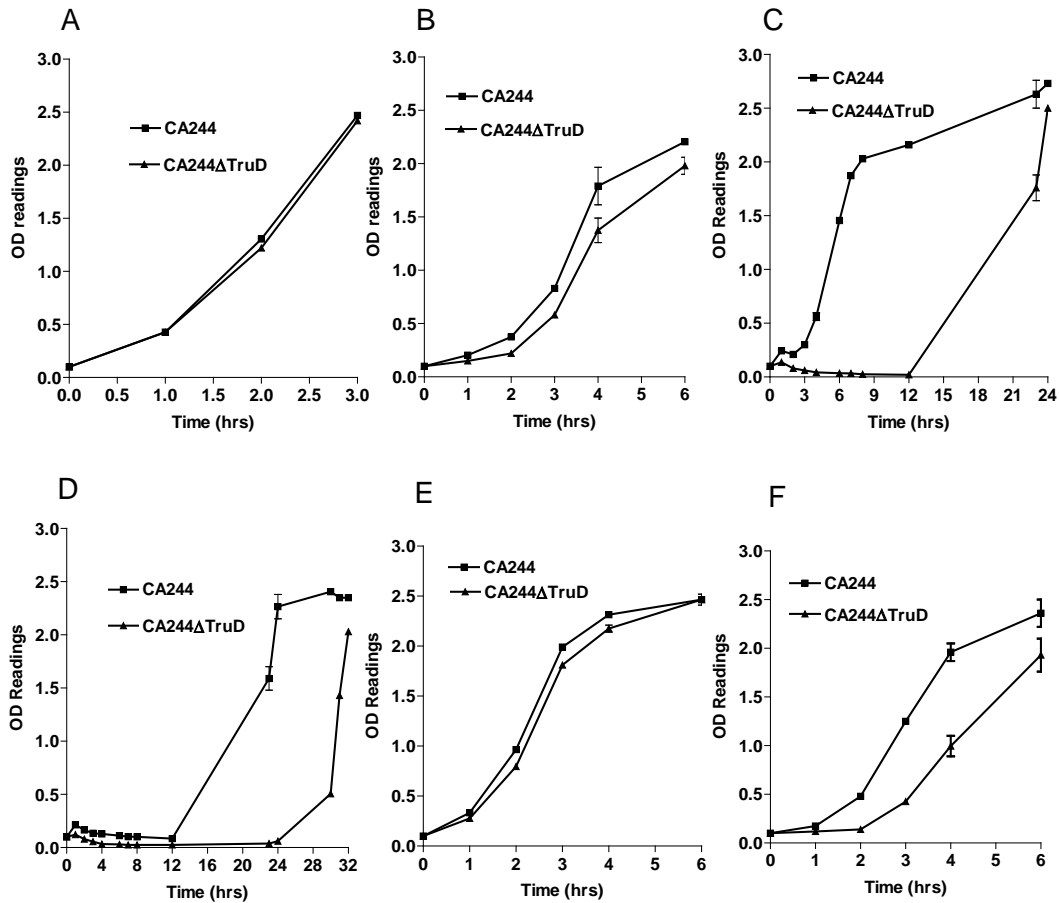 A
B
C
3.0
2.5
2.0
1.5
1.0
0.5
0.0
OD readings
CA244
CA244ΔTruD
0.0 0.5 1.0 1.5 2.0 2.5 3.0
Time (hrs)
3.0
2.5
2.0
1.5
1.0
0.5
0.0
OD readings
CA244
CA244ΔTruD
0 1 2 3 4 5 6
Time (hrs)
3.0
2.5
2.0
1.5
1.0
0.5
0.0
OD Readings
CA244
CA244ΔTruD
0 3 6 9 12 15 18 21 24
Time (hrs)
D
E
F
3.0
2.5
2.0
1.5
1.0
0.5
0.0
OD Readings
CA244
CA244ΔTruD
0 4 8 12 16 20 24 28 32
Time (hrs)
3.0
2.5
2.0
1.5
1.0
0.5
0.0
OD Readings
CA244
CA244ΔTruD
0 1 2 3 4 5 6
Time (hrs)
3.0
2.5
2.0
1.5
1.0
0.5
0.0
OD Readings
CA244
CA244ΔTruD
0 1 2 3 4 5 6
Time (hrs)